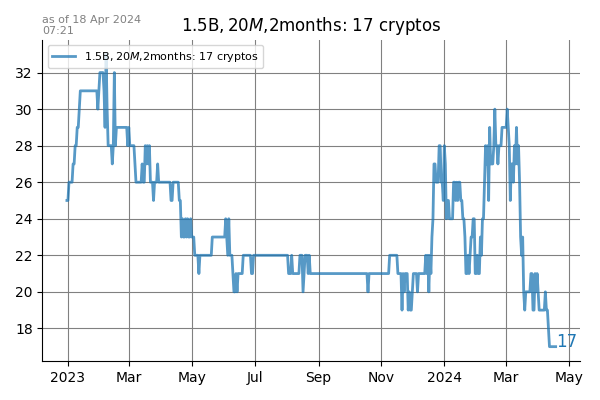 as of 18 Apr 2024
07:21
1.5B, 20M,2months: 17 cryptos
1.5B, 20M,2months: 17 cryptos
32
30
28
26
24
22
20
18
17
2023 Mar May Jul Sep Nov 2024 Mar May